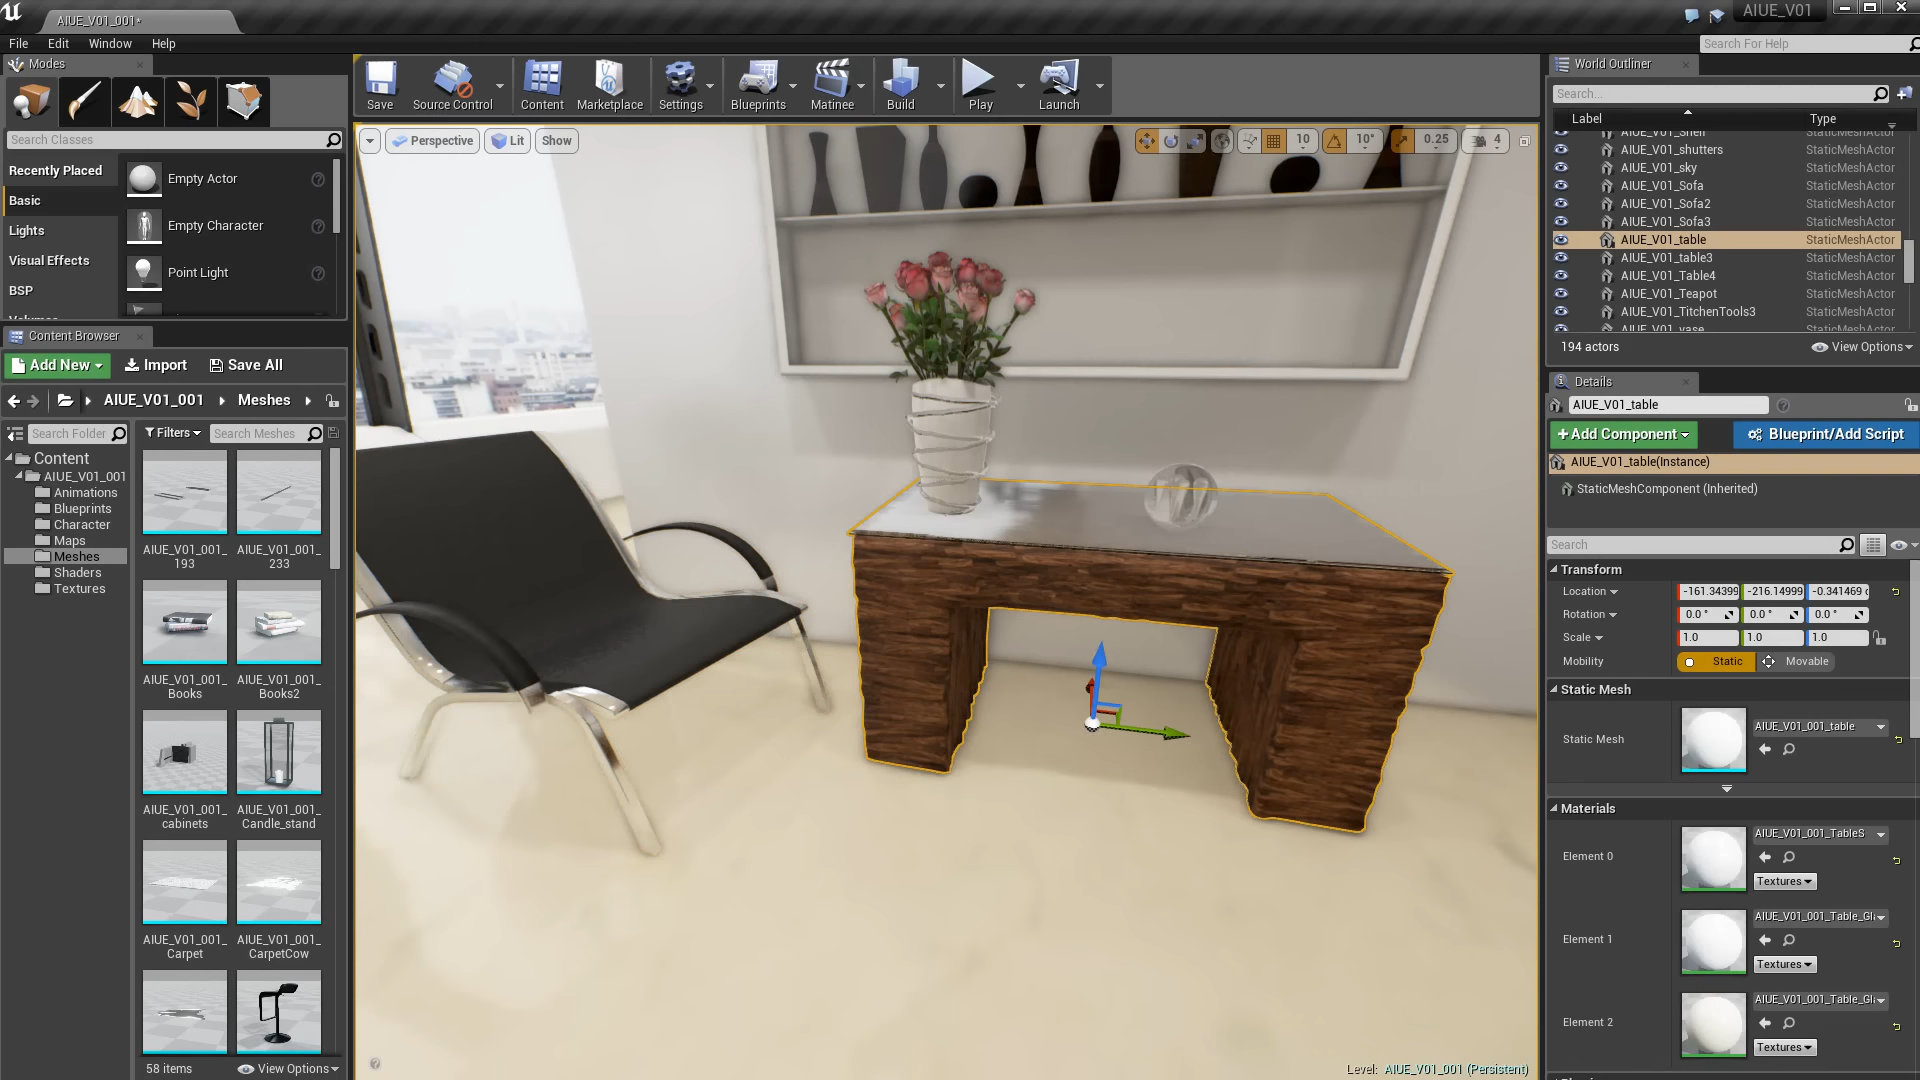 AIUE_V01_001*
AIUE_V01
File
Edit
Window
Help
Search For Help
Modes
Search Classes
Recently Placed
Basic
Lights
Visual Effects
BSP
Empty Actor
Empty Character
Point Light
Save
Source Control
Content
Marketplace
Settings
Blueprints
Matinee
Build
Play
Launch
Perspective
Lit
Show
10
10°
0.25
4
Content Browser
Add New
Import
Save All
AIUE_V01_001
Meshes
Search Folder
Filters
Search Meshes
Content
AIUE_V01_001
Animations
Blueprints
Character
Maps
Meshes
Shaders
Textures
AIUE_V01_001_
193
AIUE_V01_001_
233
AIUE_V01_001_
Books
AIUE_V01_001_
Books2
AIUE_V01_001_
cabinets
AIUE_V01_001_
Candle_stand
AIUE_V01_001_
Carpet
AIUE_V01_001_
CarpetCow
58 items
View Options
Level: AIUE_V01_001 (Persistent)
World Outliner
Search...
Label
Type
StaticMeshActor
AIUE_V01_shutters StaticMeshActor
AIUE_V01_sky StaticMeshActor
AIUE_V01_Sofa StaticMeshActor
AIUE_V01_Sofa2 StaticMeshActor
AIUE_V01_Sofa3 StaticMeshActor
AIUE_V01_table StaticMeshActor
AIUE_V01_table3 StaticMeshActor
AIUE_V01_Table4 StaticMeshActor
AIUE_V01_Teapot StaticMeshActor
AIUE_V01_TitchenTools3 StaticMeshActor
AIUE_V01_vase StaticMeshActor
194 actors
View Options
Details
AIUE_V01_table
+Add Component
Blueprint/Add Script
AIUE_V01_table(Instance)
StaticMeshComponent (Inherited)
Search
Transform
Location -161.34399 -216.14999 -0.341469
Rotation 0.0° 0.0° 0.0°
Scale 1.0 1.0 1.0
Mobility Static Movable
Static Mesh
Static Mesh
AIUE_V01_001_table
Materials
Element 0
AIUE_V01_001_TableS
Textures
Element 1
AIUE_V01_001_Table_Gl
Textures
Element 2
AIUE_V01_001_Table_Gl
Textures